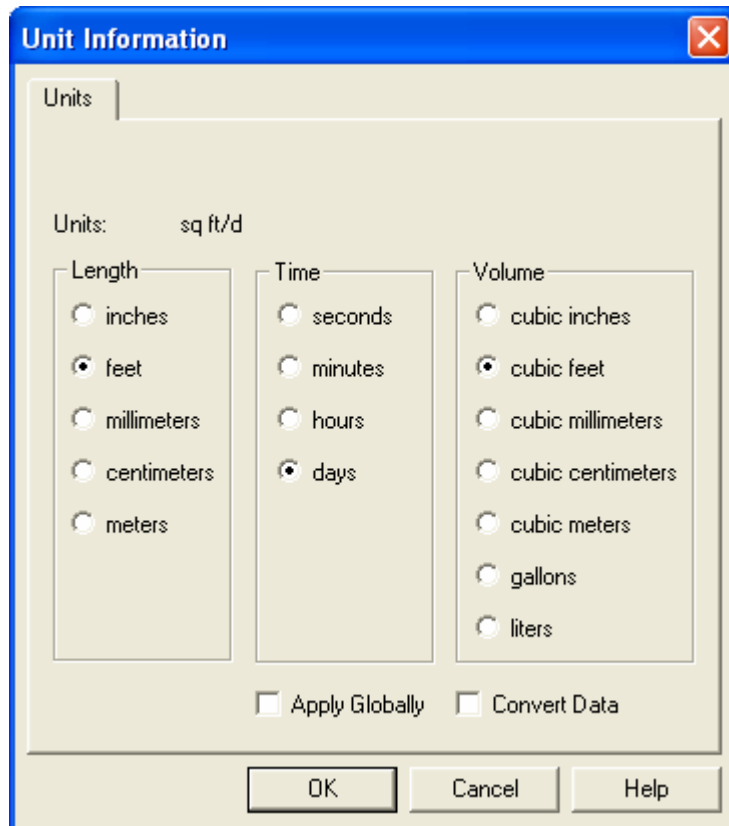 Unit Information
Units
Units: sq ft/d
Length
inches
feet
millimeters
centimeters
meters
Time
seconds
minutes
hours
days
Volume
cubic inches
cubic feet
cubic millimeters
cubic centimeters
cubic meters
gallons
liters
Apply Globally
Convert Data
OK
Cancel
Help